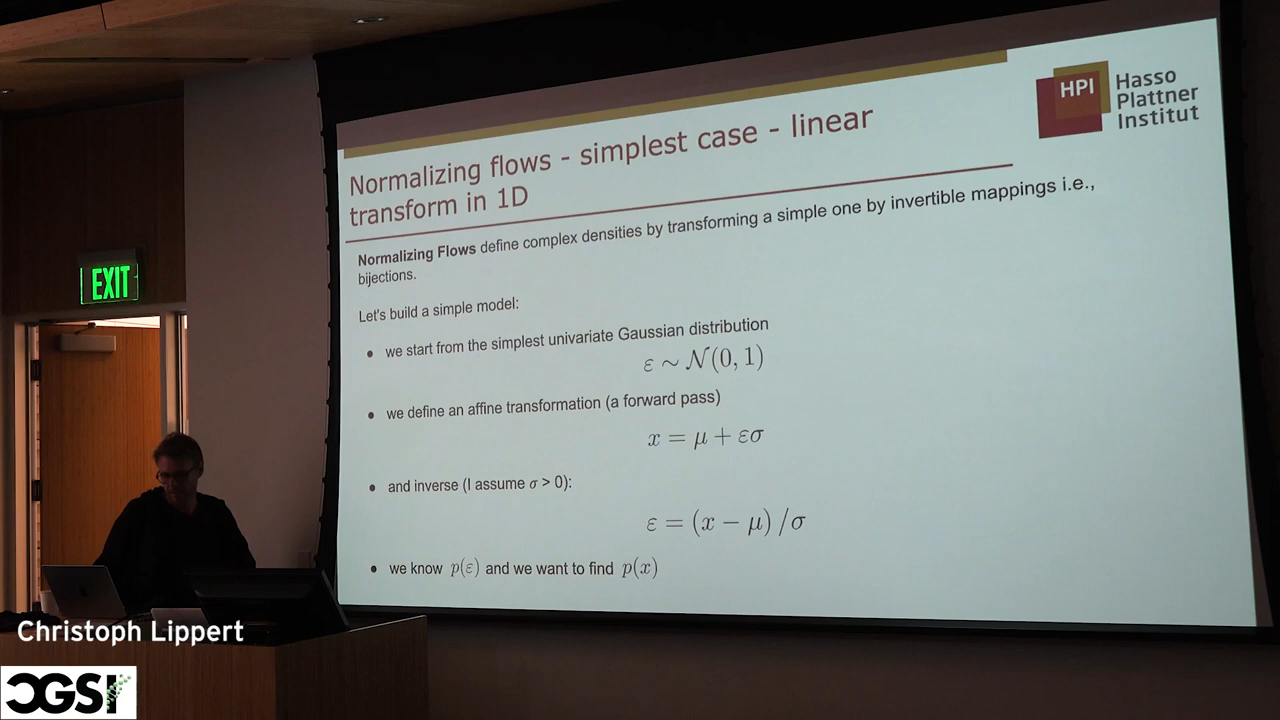 HPI Hasso
Plattner
Institut
Normalizing flows - simplest case - linear
transform in 1D
Normalizing Flows define complex densities by transforming a simple one by invertible mappings i.e.,
bijections.
Let's build a simple model:
• we start from the simplest univariate Gaussian distribution
ε ~ 𝒩(0, 1)
• we define an affine transformation (a forward pass)
x = μ + εσ
• and inverse (I assume σ > 0):
ε = (x − μ) /σ
• we know p(ε) and we want to find p(x)
EXIT
Christoph Lippert
CGSI